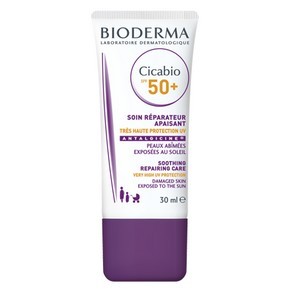 BIODERMA
LABORATOIRE DERMATOLOGIQUE
Cicabio
SPF 50+
SOIN RÉPARATEUR
APAISANT
TRÈS HAUTE PROTECTION UV
ANTALGICINE
PEAUX ABÎMÉES
EXPOSÉES AU SOLEIL
SOOTHING
REPAIRING CARE
VERY HIGH UV PROTECTION
DAMAGED SKIN
EXPOSED TO THE SUN
30 ml e